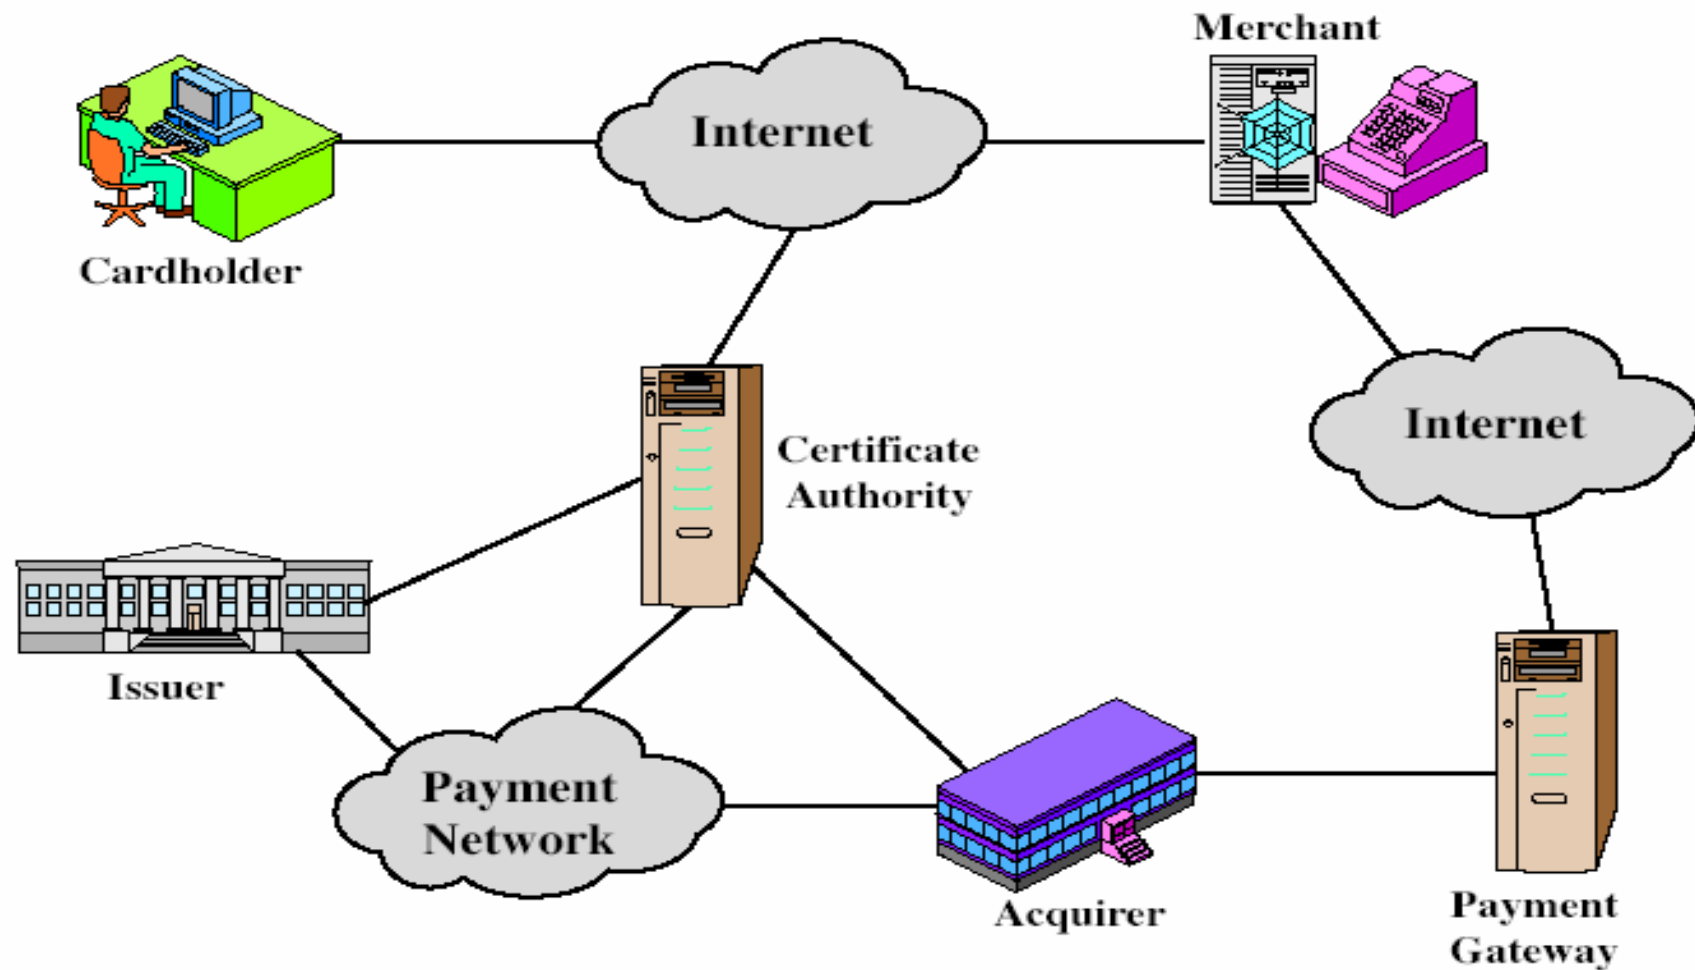 Merchant
Internet
Cardholder
Internet
Certificate
Authority
Issuer
Payment
Network
Acquirer
Payment
Gateway